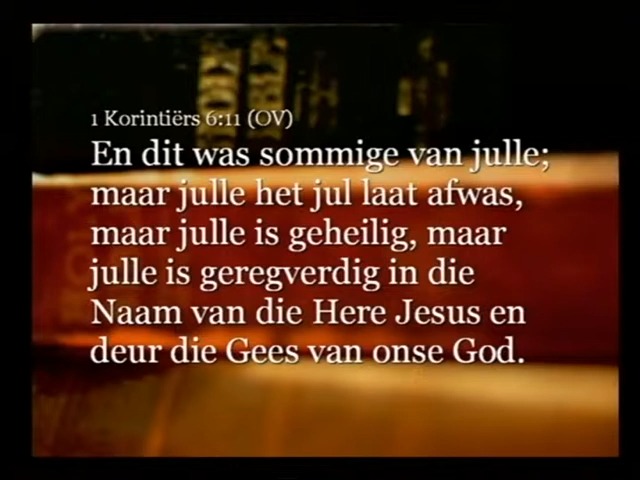 1 Korintiërs 6:11 (OV)
En dit was sommige van julle;
maar julle het jul laat afwas,
maar julle is geheilig, maar
julle is geregverdig in die
Naam van die Here Jesus en
deur die Gees van onse God.